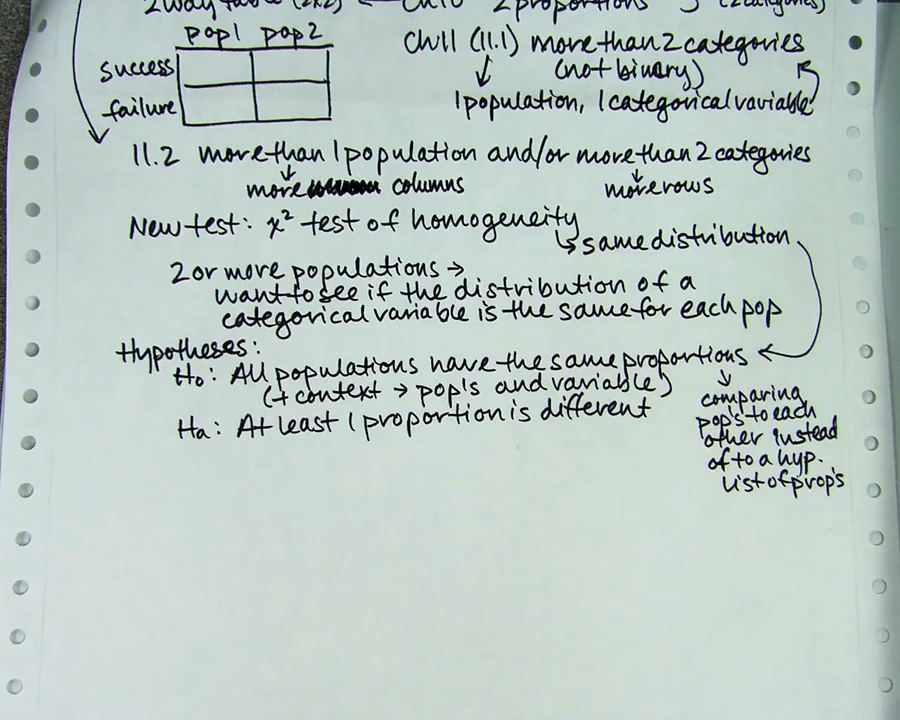 2way table (2x2) ← Ch10 2 proportions (2 categories)
pop1 pop2
success
failure
Ch11 (11.1) more than 2 categories
(not binary)
1 population, 1 categorical variable
11.2 more than 1 population and/or more than 2 categories
more columns
more rows
New test: χ² test of homogeneity
↳ same distribution
2 or more populations →
want to see if the distribution of a
categorical variable is the same for each pop
Hypotheses:
Ho: All populations have the same proportions
(+ context → pop's and variable)
Ha: At least 1 proportion is different
comparing
pop's to each
other instead
of to a hyp.
list of prop's